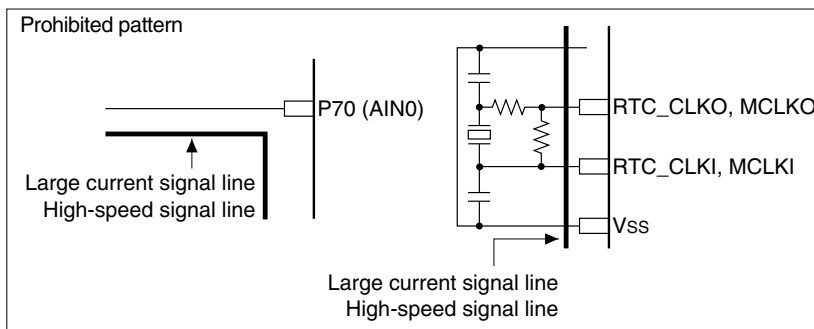 Prohibited pattern
P70 (AIN0)
Large current signal line
High-speed signal line
RTC_CLKO, MCLKO
RTC_CLKI, MCLKI
VSS
Large current signal line
High-speed signal line